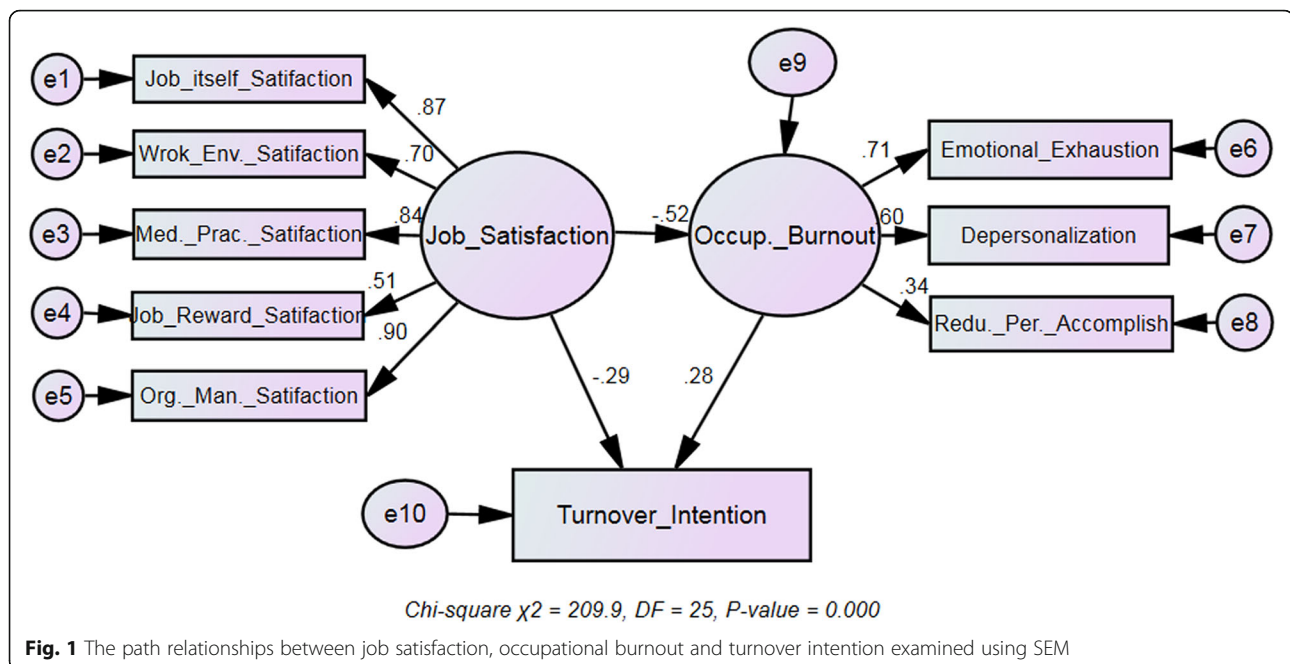 e1
Job_itself_Satifaction
.87
e2
Wrok_Env._Satifaction
.70
e3
Med._Prac._Satifaction
.84
e4
Job_Reward_Satifaction
.51
e5
Org._Man._Satifaction
.90
Job_Satisfaction
-.52
e9
Occup._Burnout
.71
Emotional_Exhaustion
e6
60
Depersonalization
e7
.34
Redu._Per._Accomplish
e8
-.29
.28
e10
Turnover_Intention
Chi-square χ2 = 209.9, DF = 25, P-value = 0.000
Fig. 1 The path relationships between job satisfaction, occupational burnout and turnover intention examined using SEM